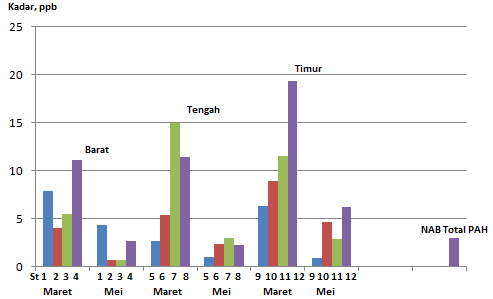 Kadar, ppb
25
20
15
10
5
0
Timur
Tengah
Barat
NAB Total PAH
St 1 2 3 4 1 2 3 4 5 6 7 8 5 6 7 8 9 10 11 12 9 10 11 12
Maret Mei Maret Mei Maret Mei